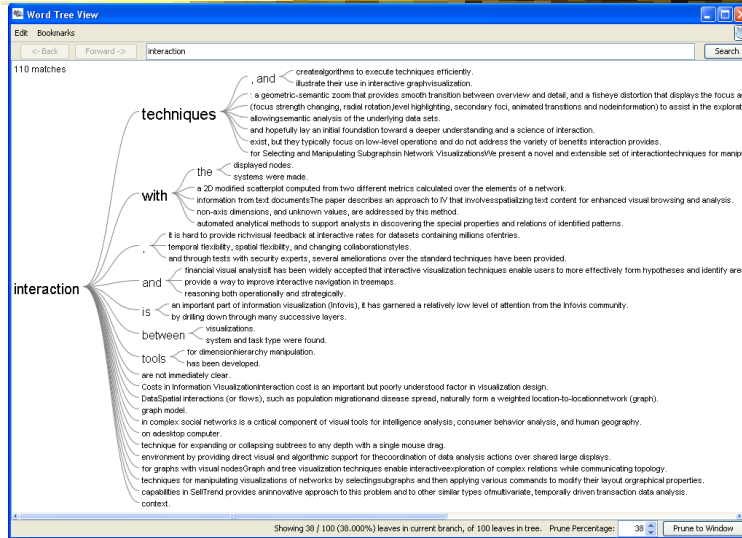 Word Tree View
Edit Bookmarks
<- Back Forward -> interaction Search
110 matches
interaction
techniques
, and
createalgorithms to execute techniques efficiently.
illustrate their use in interactive graphvisualization.
: a geometric-semantic zoom that provides smooth transition between overview and detail, and a fisheye distortion that displays the focus a
(focus strength changing, radial rotation,level highlighting, secondary foci, animated transitions and nodeinformation) to assist in the explorat
allowingsemantic analysis of the underlying data sets.
and hopefully lay an initial foundation toward a deeper understanding and a science of interaction.
exist, but they typically focus on low-level operations and do not address the variety of benefits interaction provides.
for Selecting and Manipulating Subgraphsin Network VisualizationsWe present a novel and extensible set of interactiontechniques for manip
with
the
displayed nodes.
systems were made.
a 2D modified scatterplot computed from two different metrics calculated over the elements of a network.
information from text documentsThe paper describes an approach to IV that involvesspatializing text content for enhanced visual browsing and analysis.
non-axis dimensions, and unknown values, are addressed by this method.
automated analytical methods to support analysts in discovering the special properties and relations of identified patterns.
,
it is hard to provide richvisual feedback at interactive rates for datasets containing millions ofentries.
temporal flexibility, spatial flexibility, and changing collaborationstyles.
and through tests with security experts, several ameliorations over the standard techniques have been provided.
and
financial visual analysisIt has been widely accepted that interactive visualization techniques enable users to more effectively form hypotheses and identify are
provide a way to improve interactive navigation in treemaps.
reasoning both operationally and strategically.
is
an important part of information visualization (Infovis), it has garnered a relatively low level of attention from the Infovis community.
by drilling down through many successive layers.
between
visualizations.
system and task type were found.
tools
for dimensionhierarchy manipulation.
has been developed.
are not immediately clear.
Costs in Information VisualizationInteraction cost is an important but poorly understood factor in visualization design.
DataSpatial interactions (or flows), such as population migrationand disease spread, naturally form a weighted location-to-locationnetwork (graph).
graph model.
in complex social networks is a critical component of visual tools for intelligence analysis, consumer behavior analysis, and human geography.
on adesktop computer.
technique for expanding or collapsing subtrees to any depth with a single mouse drag.
environment by providing direct visual and algorithmic support for thecoordination of data analysis actions over shared large displays.
for graphs with visual nodesGraph and tree visualization techniques enable interactiveexploration of complex relations while communicating topology.
techniques for manipulating visualizations of networks by selectingsubgraphs and then applying various commands to modify their layout orgraphical properties.
capabilities in SellTrend provides aninnovative approach to this problem and to other similar types ofmultivariate, temporally driven transaction data analysis.
context.
Showing 38 / 100 (38.000%) leaves in current branch, of 100 leaves in tree. Prune Percentage: 38 Prune to Window